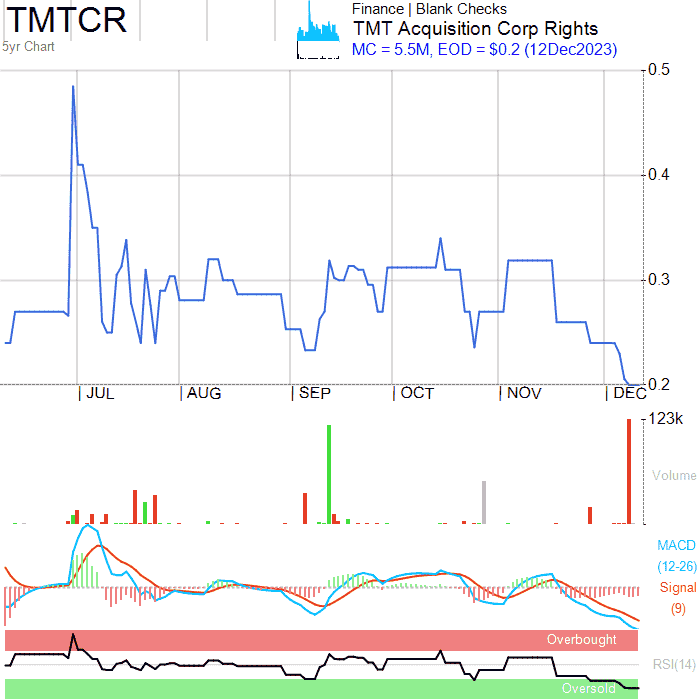 TMTCR
5yr Chart
Finance | Blank Checks
TMT Acquisition Corp Rights
MC = 5.5M, EOD = $0.2 (12Dec2023)
0.5
0.4
0.3
0.2
| JUL | AUG | SEP | OCT | NOV | DEC
123k
Volume
MACD
(12-26)
Signal
(9)
Overbought
RSI(14)
Oversold